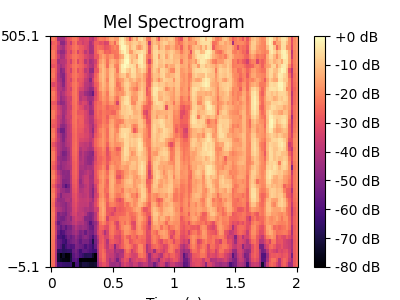 Mel Spectrogram
505.1
−5.1
0
0.5
1
1.5
2
+0 dB
-10 dB
-20 dB
-30 dB
-40 dB
-50 dB
-60 dB
-70 dB
-80 dB